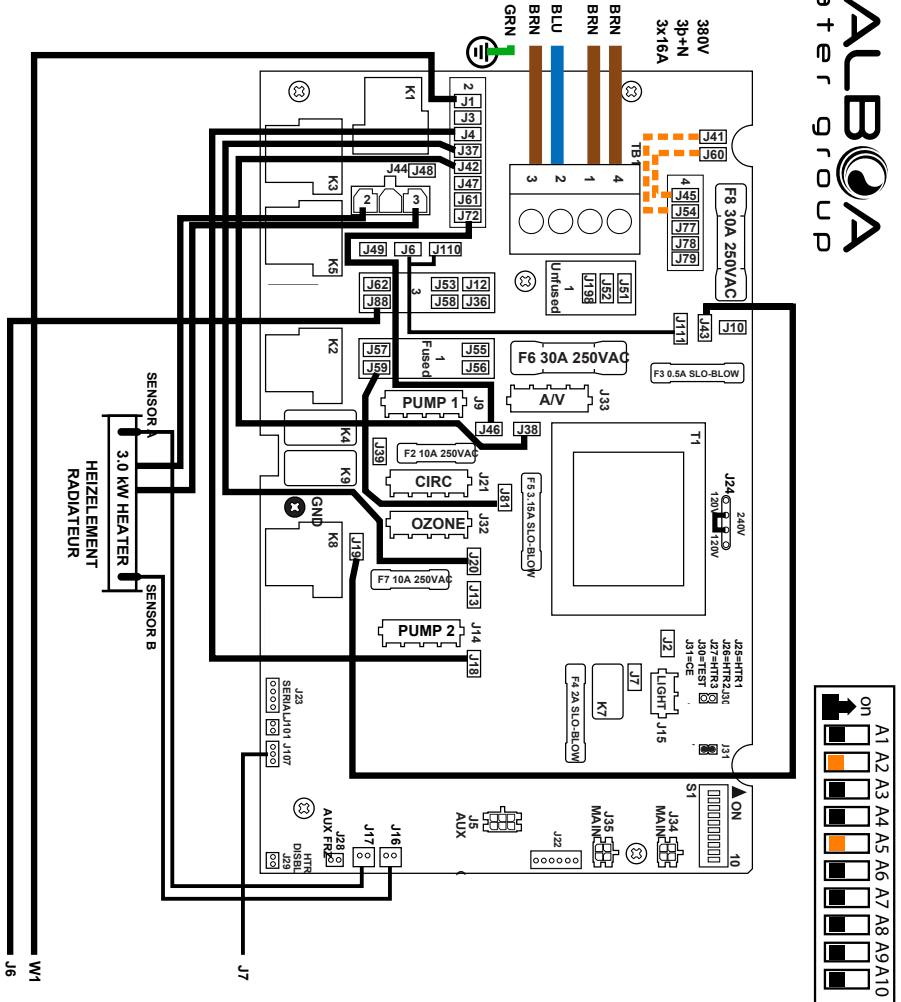 ALBOA
ater group
380V
3þ+N
3x16A
GRN
BRN
BLU
BRN
BRN
2
J1
J3
J4
J37
J42
J47
J61
J72
K1
K3
K5
K2
K4
K9
K8
J44
J48
2
3
TB1
3
2
1
4
J41
J60
4
J45
J54
J77
J78
J79
F8 30A 250VAC
J49
J6
J110
J62
J88
3
J53
J58
J12
J36
Unfused
1
J198
J52
J51
J111
J43
J10
J57
J59
Fused
1
J55
J56
F6 30A 250VAC
F3 0.5A SLO-BLOW
PUMP 1
J9
A/V
J33
J46
J38
J39
F2 10A 250VAC
CIRC
J21
J81
F5 3.15A SLO-BLOW
T1
J24
120V
240V
120V
GND
OZONE
J32
J19
F7 10A 250VAC
J20
J13
PUMP 2
J14
J18
J2
J7
LIGHT
J15
K7
F4 2A SLO-BLOW
J25=HTR1
J26=HTR2
J27=HTR3
J30=TEST
J31=CE
J30
J31
S1
ON
10
J23
SERIAL
J101
J107
J5
AUX
J35
MAIN
J34
MAIN
J22
J28
AUX FRZ
J17
J16
HTR
DISBL
J29
SENSOR A
3.0 kW HEATER
SENSOR B
HEIZELEMENT
RADIATEUR
J6
W1
J7
on
A1
A2
A3
A4
A5
A6
A7
A8
A9
A10